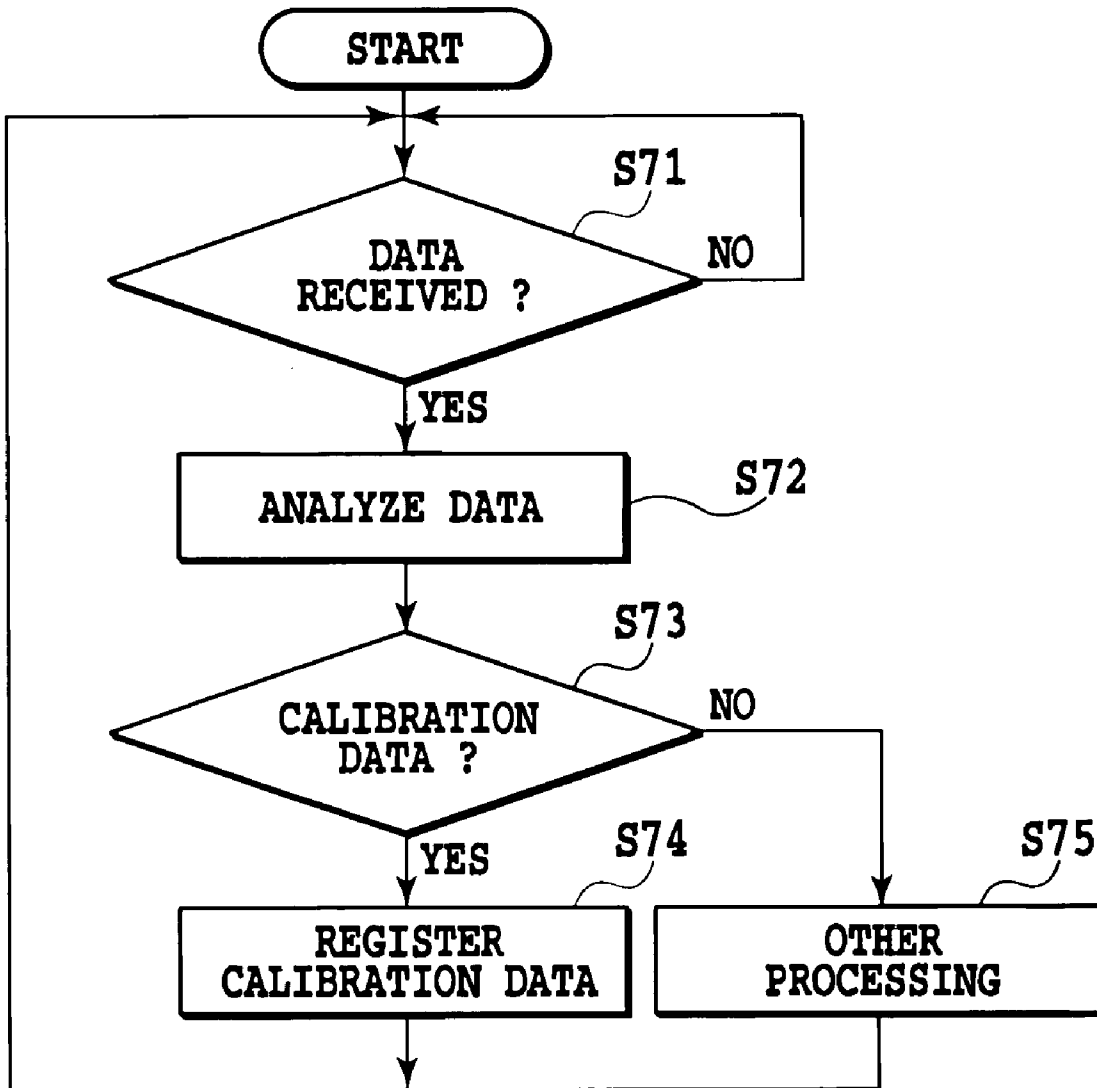 START
S71
DATA
RECEIVED ?
NO
YES
S72
ANALYZE DATA
S73
CALIBRATION
DATA ?
NO
YES
S74
S75
REGISTER
CALIBRATION DATA
OTHER
PROCESSING